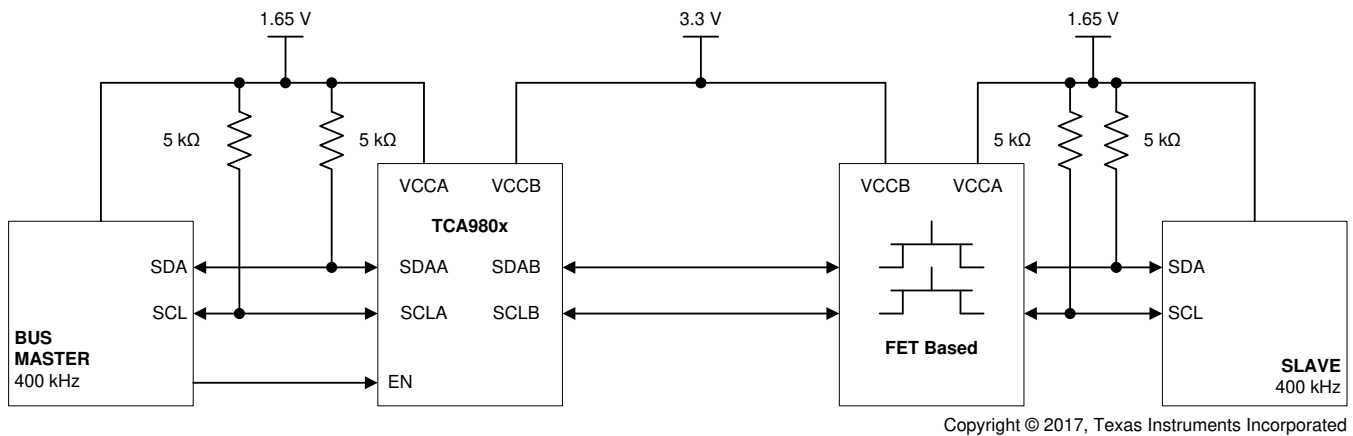 1.65 V
3.3 V
1.65 V
5 kΩ
5 kΩ
5 kΩ
5 kΩ
VCCA
VCCB
VCCB
VCCA
TCA980x
SDA
SDAA
SDAB
SDA
SCL
SCLA
SCLB
SCL
BUS
MASTER
400 kHz
EN
FET Based
SLAVE
400 kHz
Copyright © 2017, Texas Instruments Incorporated